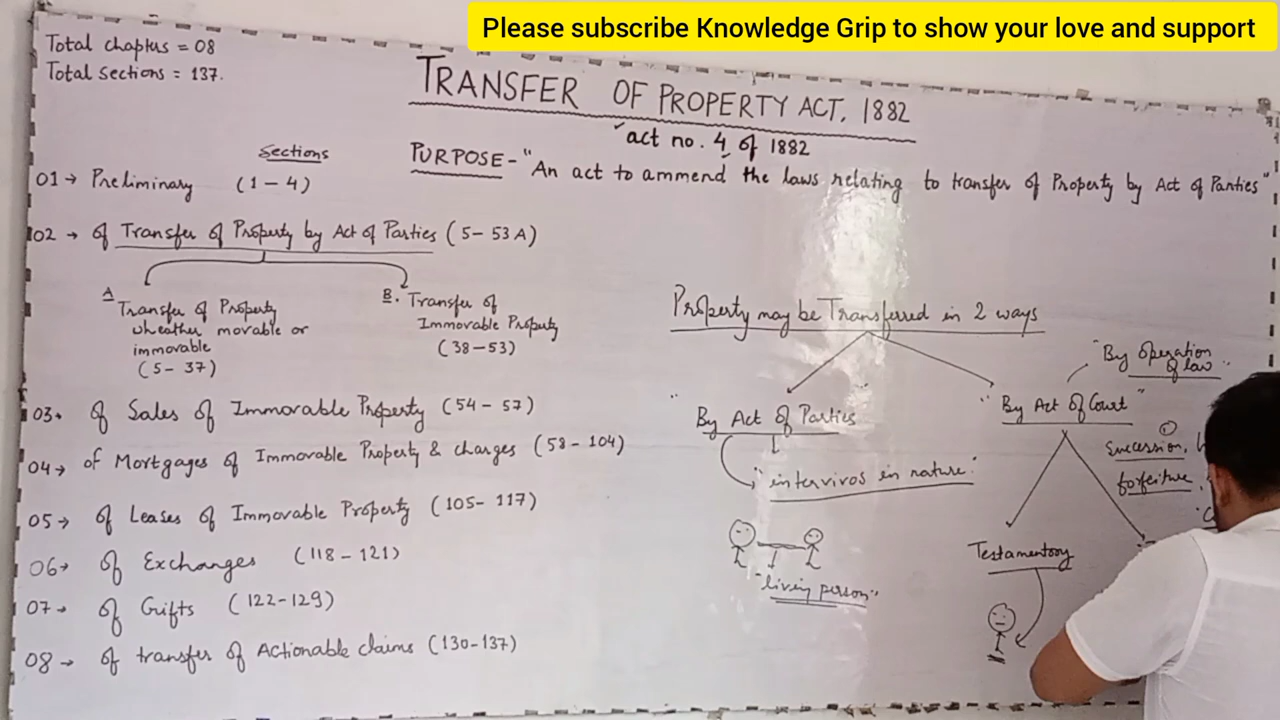 Please subscribe Knowledge Grip to show your love and support
Total chapters = 08
Total sections = 137.
TRANSFER OF PROPERTY ACT, 1882
"act no. 4 of 1882
PURPOSE - "An act to ammend the laws relating to transfer of Property by Act of Parties"
Sections
01 → Preliminary (1 - 4)
02 → of Transfer of Property by Act of Parties (5 - 53A)
A Transfer of Property
wheather movable or
immovable
(5 - 37)
B. Transfer of
Immovable Property
(38 - 53)
03. of Sales of Immovable Property (54 - 57)
04 → of Mortgages of Immovable Property & charges (58 - 104)
05 → of Leases of Immovable Property (105 - 117)
06 → of Exchanges (118 - 121)
07 → of Gifts (122 - 129)
08 → of transfer of Actionable claims (130 - 137)
Property may be Transferred in 2 ways
"By Act of Parties"
"intervivos in nature"
"living person"
"By operation
of law"
"By Act of Court"
①
Succession,
forfeiture,
Testamentory